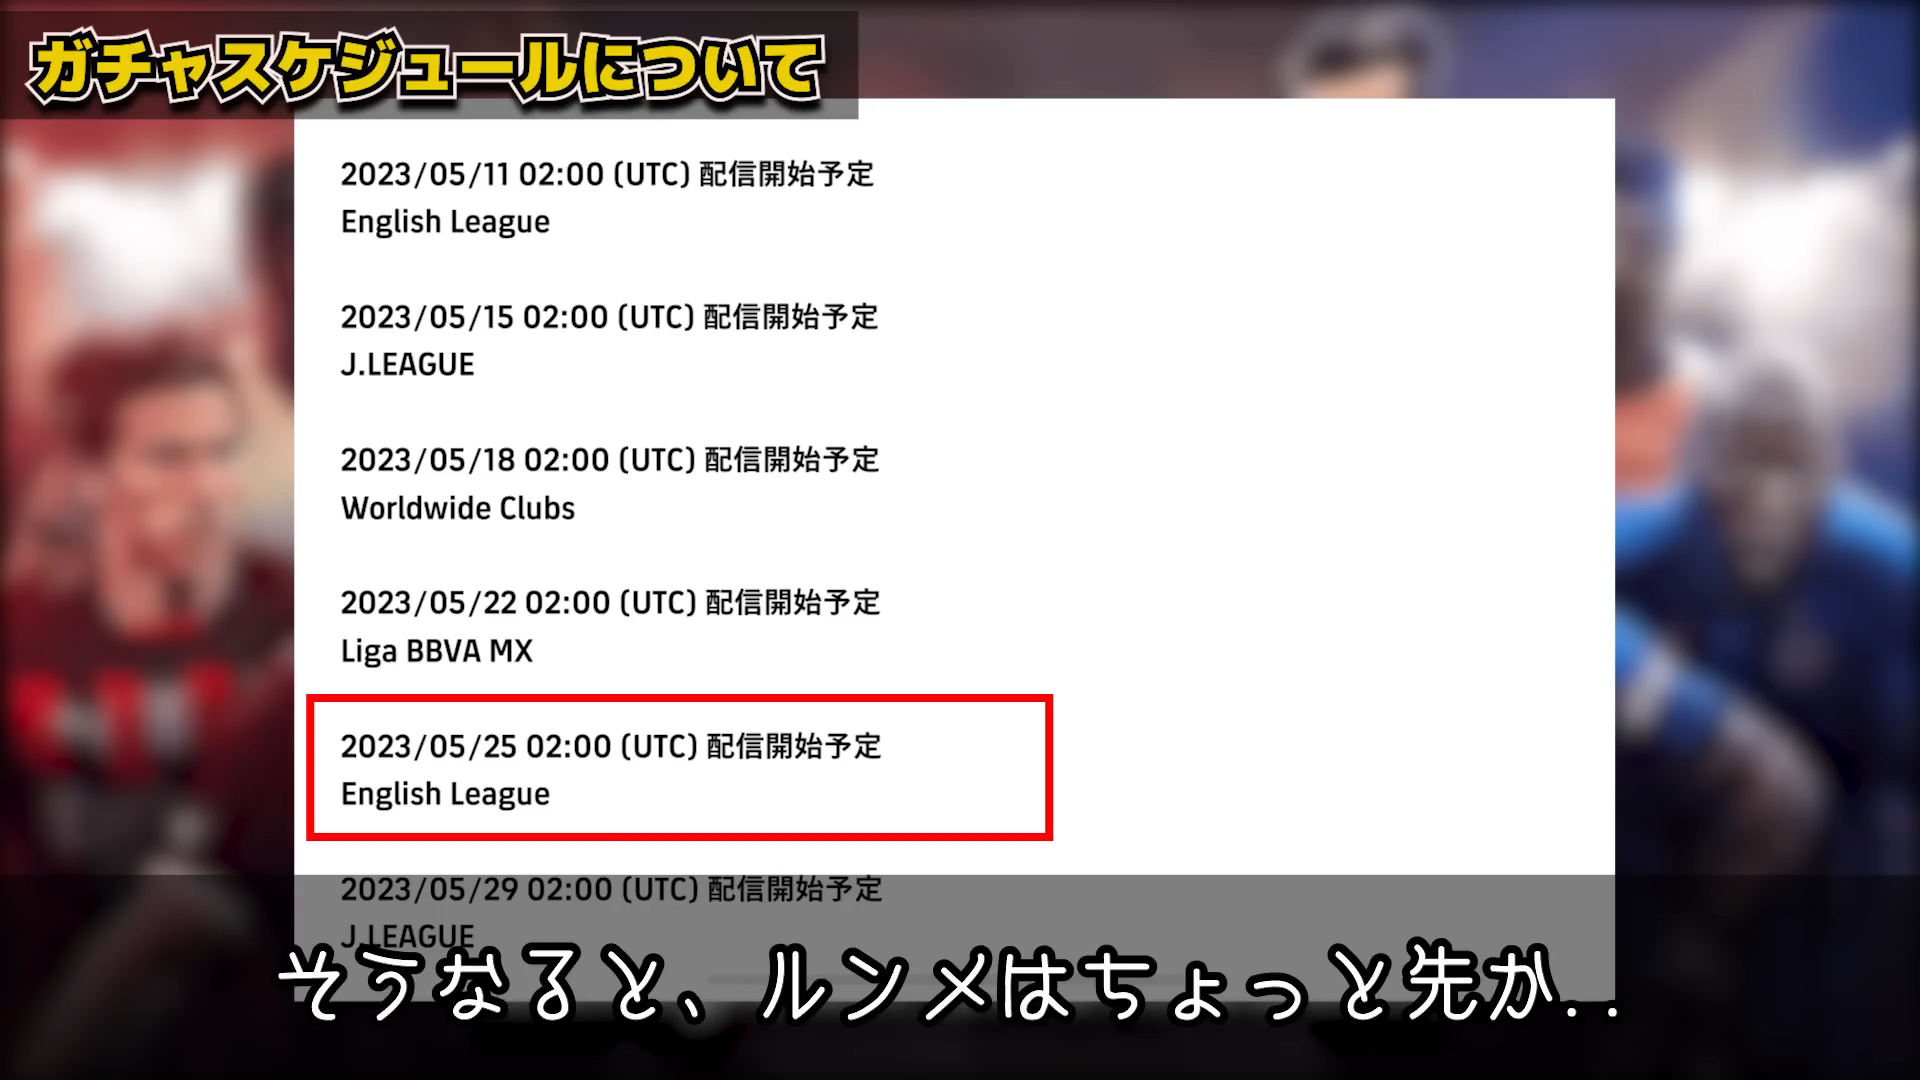 ガチャスケジュールについて
2023/05/11 02:00 (UTC) 配信開始予定
English League
2023/05/15 02:00 (UTC) 配信開始予定
J.LEAGUE
2023/05/18 02:00 (UTC) 配信開始予定
Worldwide Clubs
2023/05/22 02:00 (UTC) 配信開始予定
Liga BBVA MX
2023/05/25 02:00 (UTC) 配信開始予定
English League
2023/05/29 02:00 (UTC) 配信開始予定
J.LEAGUE
そうなると、ルンメはちょっと先か..